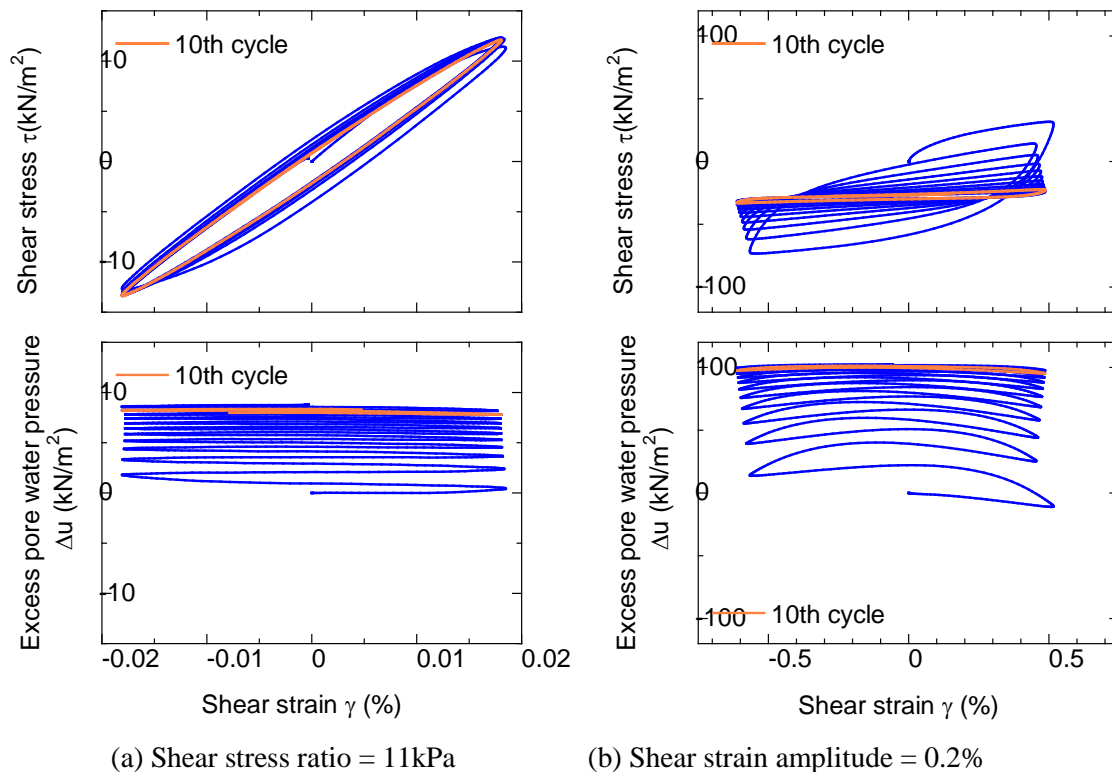 10th cycle
10
0
-10
Shear stress τ(kN/m²)
10th cycle
100
0
-100
Shear stress τ(kN/m²)
10th cycle
10
0
-10
Excess pore water pressure
Δu (kN/m²)
-0.02 -0.01 0 0.01 0.02
Shear strain γ (%)
100
0
-100
10th cycle
Excess pore water pressure
Δu (kN/m²)
-0.5 0 0.5
Shear strain γ (%)
(a) Shear stress ratio = 11kPa
(b) Shear strain amplitude = 0.2%